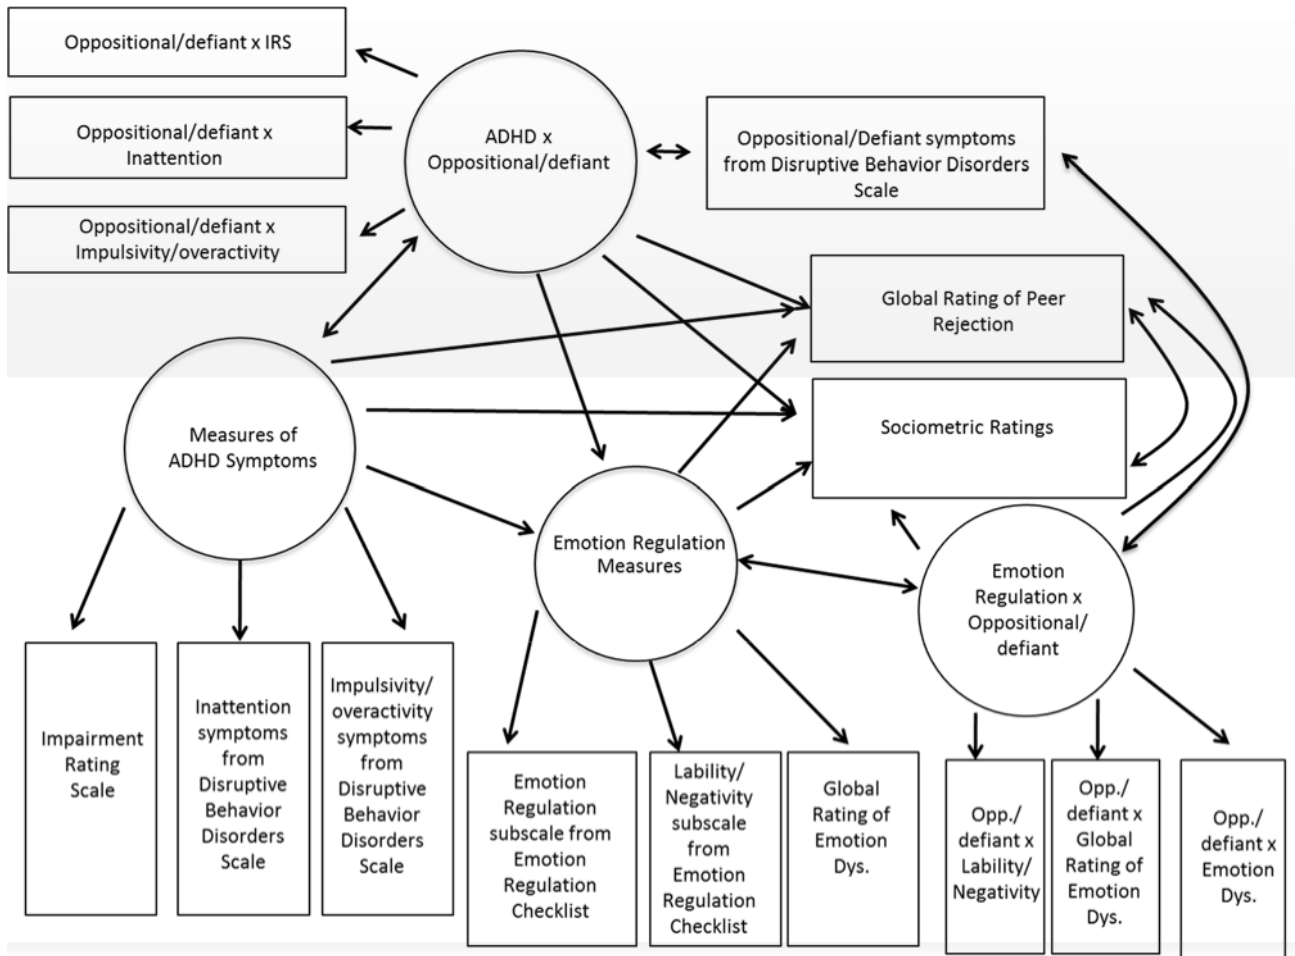 Oppositional/defiant x IRS
Oppositional/defiant x
Inattention
Oppositional/defiant x
Impulsivity/overactivity
ADHD x
Oppositional/defiant
Oppositional/Defiant symptoms
from Disruptive Behavior Disorders
Scale
Global Rating of Peer
Rejection
Sociometric Ratings
Measures of
ADHD Symptoms
Emotion Regulation
Measures
Emotion
Regulation x
Oppositional/
defiant
Impairment
Rating
Scale
Inattention
symptoms
from
Disruptive
Behavior
Disorders
Scale
Impulsivity/
overactivity
symptoms
from
Disruptive
Behavior
Disorders
Scale
Emotion
Regulation
subscale from
Emotion
Regulation
Checklist
Lability/
Negativity
subscale
from
Emotion
Regulation
Checklist
Global
Rating of
Emotion
Dys.
Opp./
defiant x
Lability/
Negativity
Opp./
defiant x
Global
Rating of
Emotion
Dys.
Opp./
defiant x
Emotion
Dys.